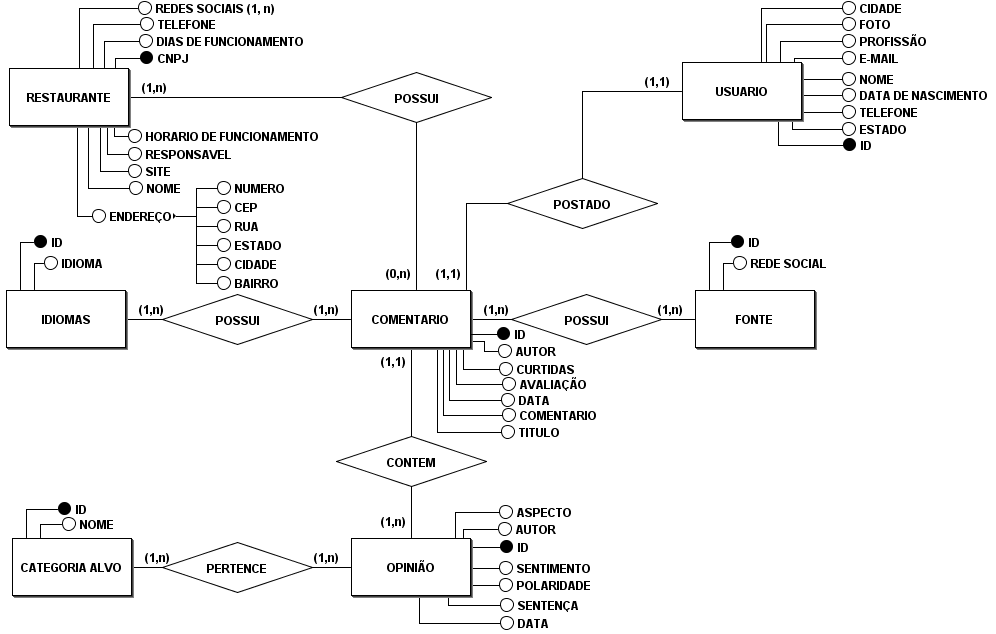 REDES SOCIAIS (1, n)
TELEFONE
DIAS DE FUNCIONAMENTO
CNPJ
RESTAURANTE
(1,n)
HORARIO DE FUNCIONAMENTO
RESPONSAVEL
SITE
NOME
ENDEREÇO
NUMERO
CEP
RUA
ESTADO
CIDADE
BAIRRO
POSSUI
(0,n)
CIDADE
FOTO
PROFISSÃO
E-MAIL
USUARIO
(1,1)
NOME
DATA DE NASCIMENTO
TELEFONE
ESTADO
ID
POSTADO
(1,1)
ID
IDIOMA
IDIOMAS
(1,n)
POSSUI
(1,n)
COMENTARIO
(1,n)
POSSUI
(1,n)
FONTE
ID
REDE SOCIAL
ID
AUTOR
CURTIDAS
AVALIAÇÃO
DATA
COMENTARIO
TITULO
(1,1)
CONTEM
(1,n)
ID
NOME
CATEGORIA ALVO
(1,n)
PERTENCE
(1,n)
OPINIÃO
ASPECTO
AUTOR
ID
SENTIMENTO
POLARIDADE
SENTENÇA
DATA